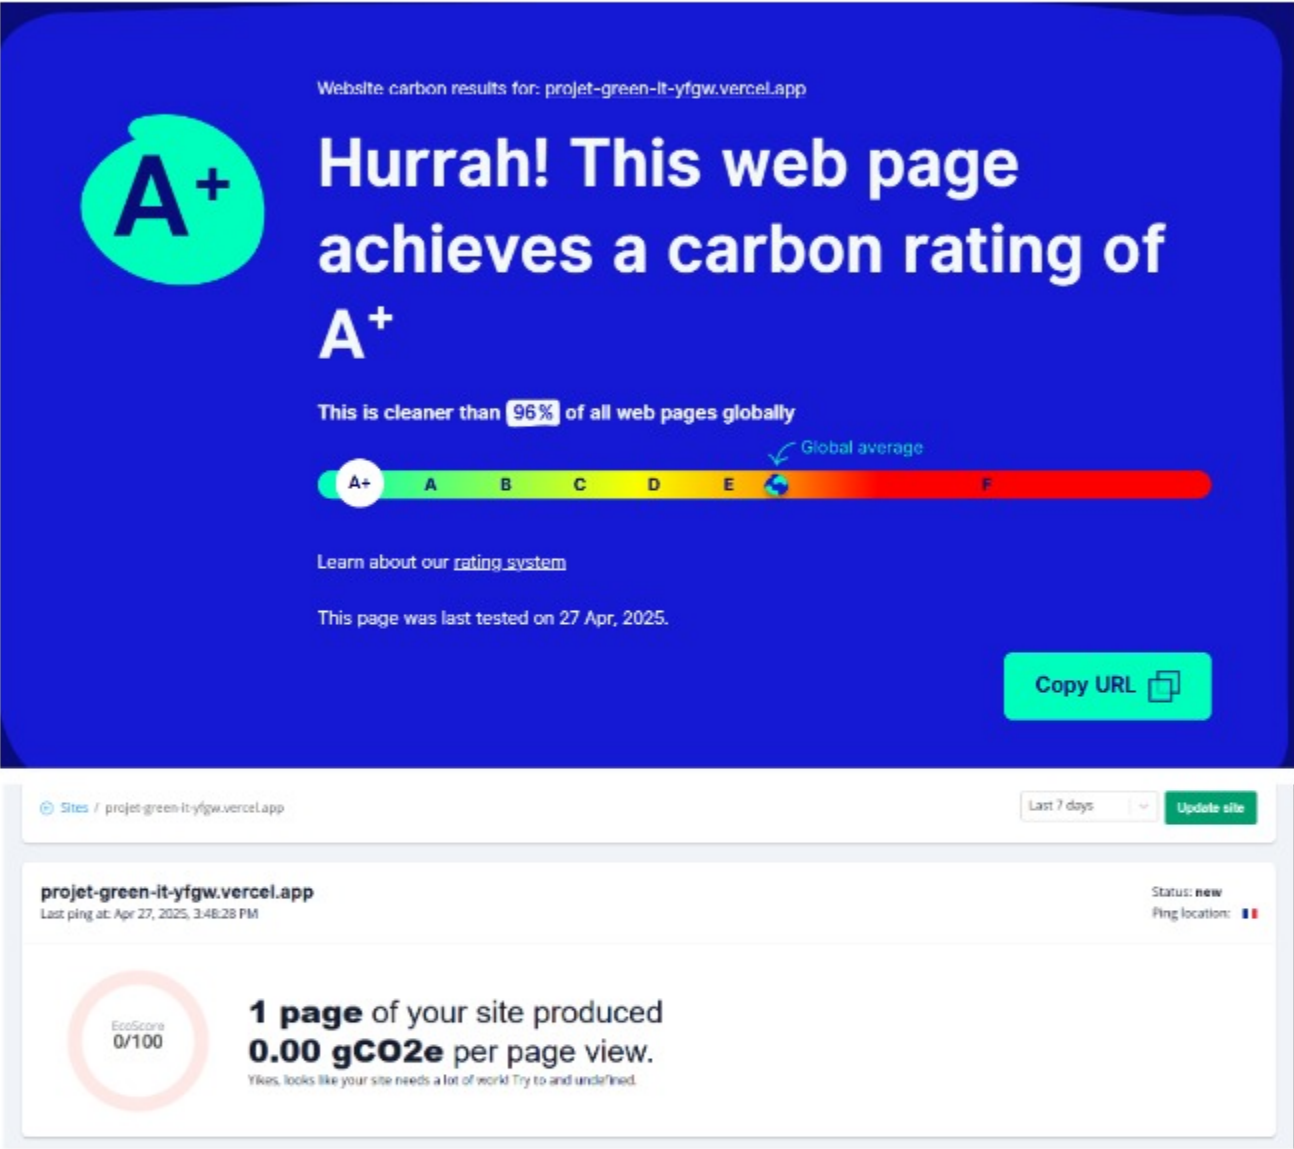 Website carbon results for: projet-green-it-yfgw.vercel.app
A+
Hurrah! This web page
achieves a carbon rating of
A+
This is cleaner than 96% of all web pages globally
Global average
A+ A B C D E F
Learn about our rating system
This page was last tested on 27 Apr, 2025.
Copy URL
Sites / projet-green-it-yfgw.vercel.app
Last 7 days
Update site
projet-green-it-yfgw.vercel.app
Last ping at: Apr 27, 2025, 3:48:28 PM
Status: new
Ping location:
EcoScore
0/100
1 page of your site produced
0.00 gCO2e per page view.
Yikes, looks like your site needs a lot of work! Try to and undefined.